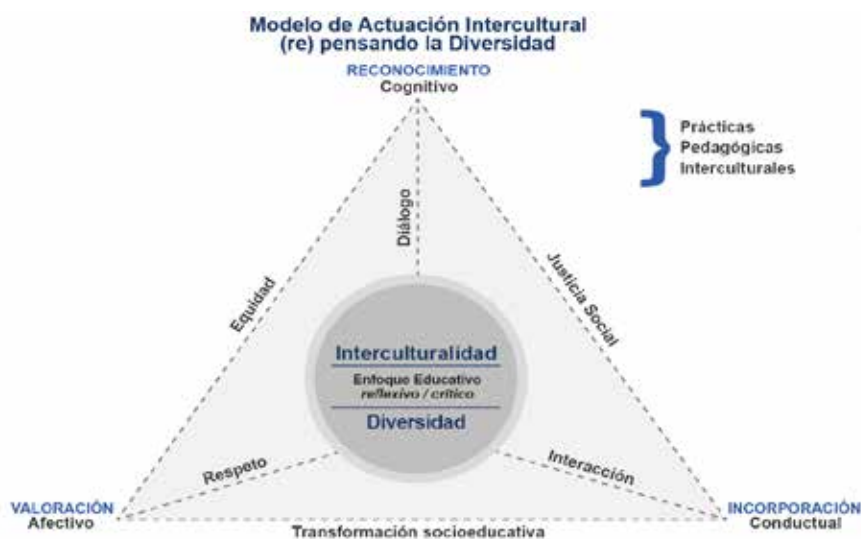 Modelo de Actuación Intercultural
(re) pensando la Diversidad
RECONOCIMIENTO
Cognitivo
Prácticas
Pedagógicas
Interculturales
Diálogo
Equidad
Justicia Social
Interculturalidad
Enfoque Educativo
reflexivo / crítico
Diversidad
Respeto
Interacción
VALORACIÓN
Afectivo
INCORPORACIÓN
Conductual
Transformación socioeducativa